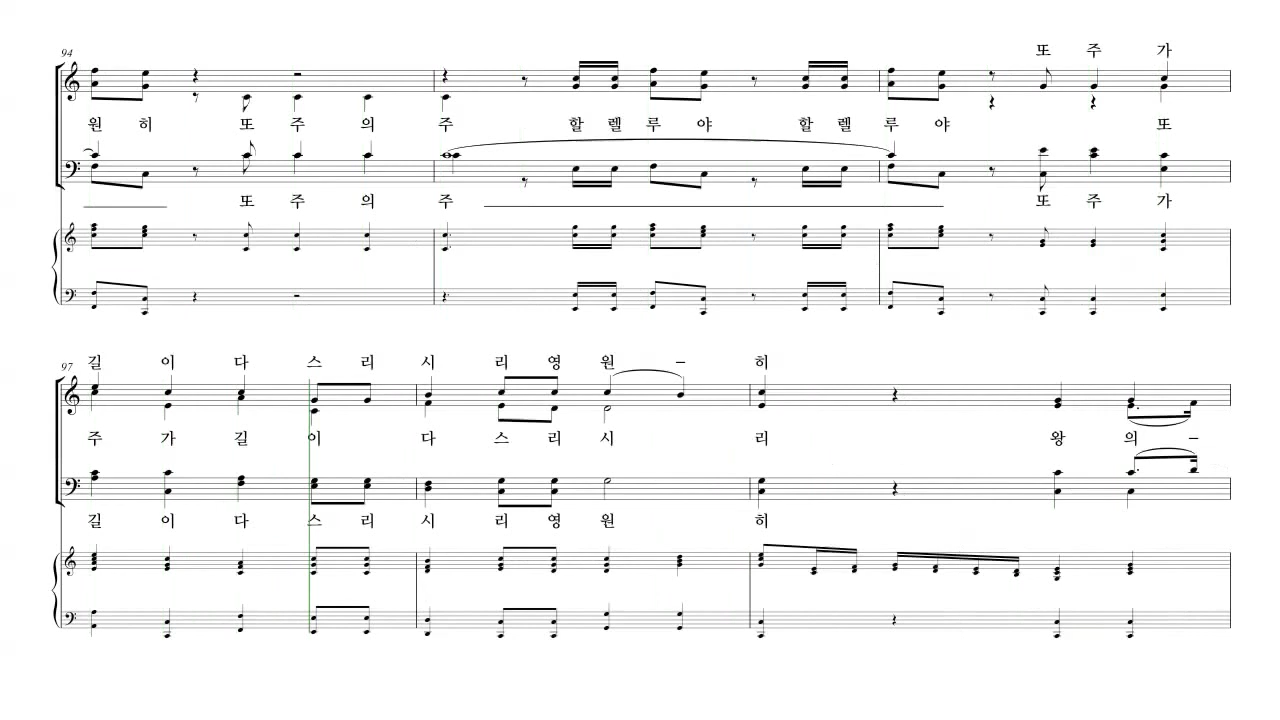 또 주 가
94
원 히 또 주 의 주 할 렐 루 야 할 렐 루 야 또
또 주 의 주 또 주 가
길 이 다 스 리 시 리 영 원 – 히
97
주 가 길 이 다 스 리 시 리 왕 의 –
길 이 다 스 리 시 리 영 원 히